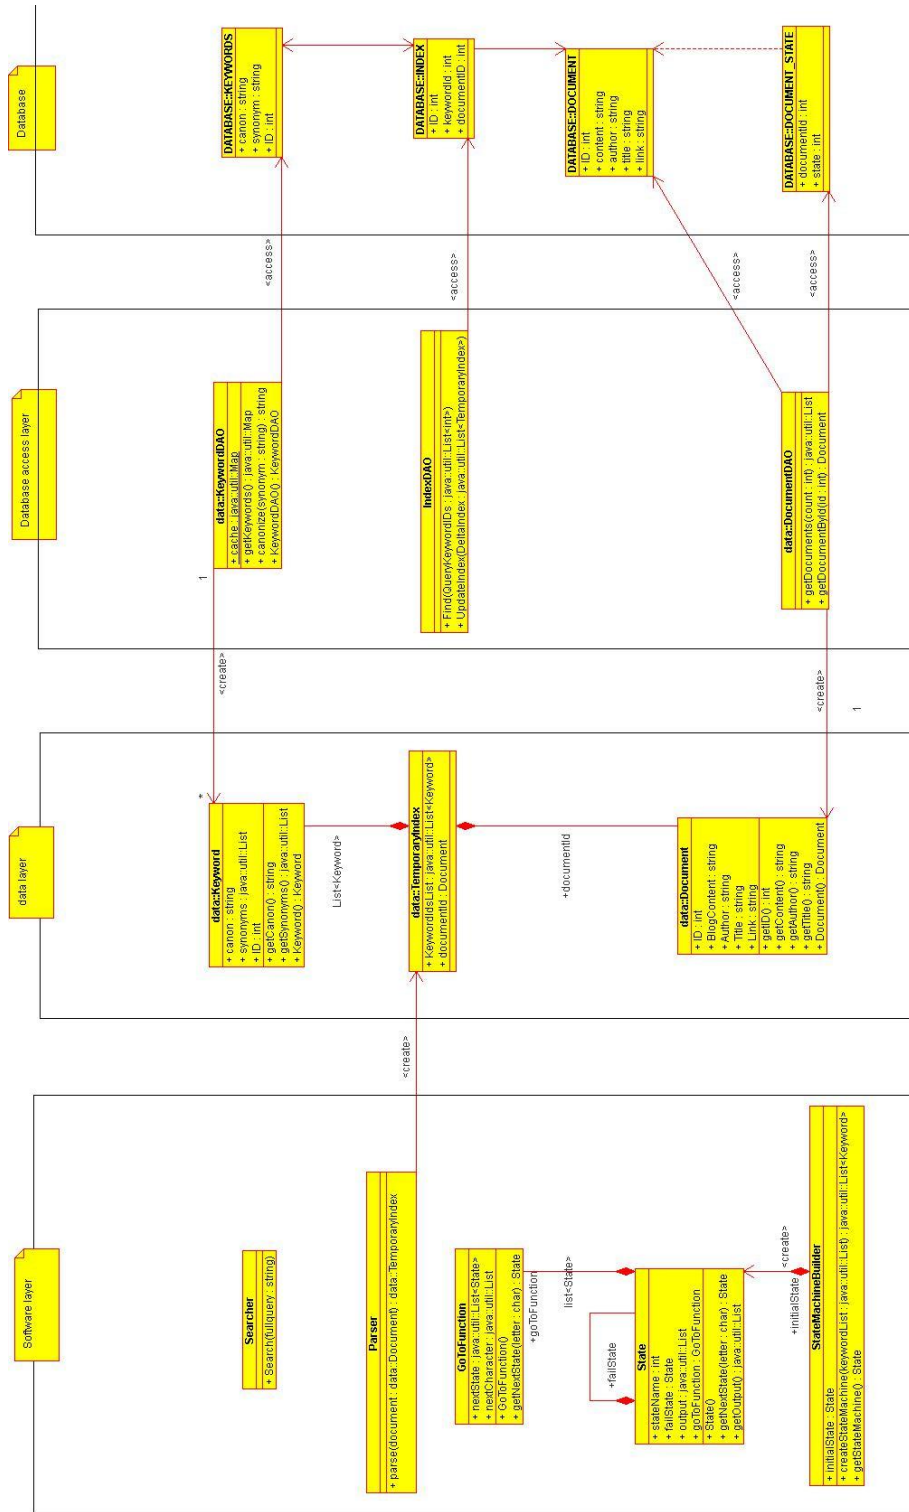 Software layer
Searcher
+ Search(fullquery : string)
Parser
+ parse(document : data::Document) : data::TemporaryIndex
<create>
GoToFunction
+ nextState : java::util::List<State>
+ nextCharacter : java::util::List
+ GoToFunction()
+ getNextState(letter : char) : State
+goToFunction
list<State>
+failState
State
+ stateName : int
+ failState : State
+ output : java::util::List
+ goToFunction : GoToFunction
+ State()
+ getNextState(letter : char) : State
+ getOutput() : java::util::List
+initialState
<create>
StateMachineBuilder
+ initialState : State
+ createStateMachine(keywordList : java::util::List) : java::util::List<Keyword>
+ getStateMachine() : State
data layer
data::Keyword
+ canon : string
+ synonyms : java::util::List
+ ID : int
+ getCanon() : string
+ getSynonyms() : java::util::List
+ Keyword() : Keyword
*
List<Keyword>
data::TemporaryIndex
+ KeywordIdsList : java::util::List<Keyword>
+ documentId : Document
+documentId
data::Document
+ ID : int
+ BlogContent : string
+ Author : string
+ Title : string
+ Link : string
+ getID() : int
+ getContent() : string
+ getAuthor() : string
+ getTitle() : string
+ Document() : Document
<create>
1
<create>
1
Database access layer
data::KeywordDAO
+ cache : java::util::Map
+ getKeywords() : java::util::Map
+ canonize(synonym : string) : string
+ KeywordDAO() : KeywordDAO
IndexDAO
+ Find(QueryKeywordIDs : java::util::List<int>)
+ UpdateIndex(DeltaIndex : java::util::List<TemporaryIndex>)
data::DocumentDAO
+ getDocuments(count : int) : java::util::List
+ getDocumentById(id : int) : Document
<access>
<access>
<access>
<access>
Database
DATABASE::KEYWORDS
+ canon : string
+ synonym : string
+ ID : int
DATABASE::INDEX
+ ID : int
+ keywordId : int
+ documentID : int
DATABASE::DOCUMENT
+ ID : int
+ content : string
+ author : string
+ title : string
+ link : string
DATABASE::DOCUMENT_STATE
+ documentId : int
+ state : int